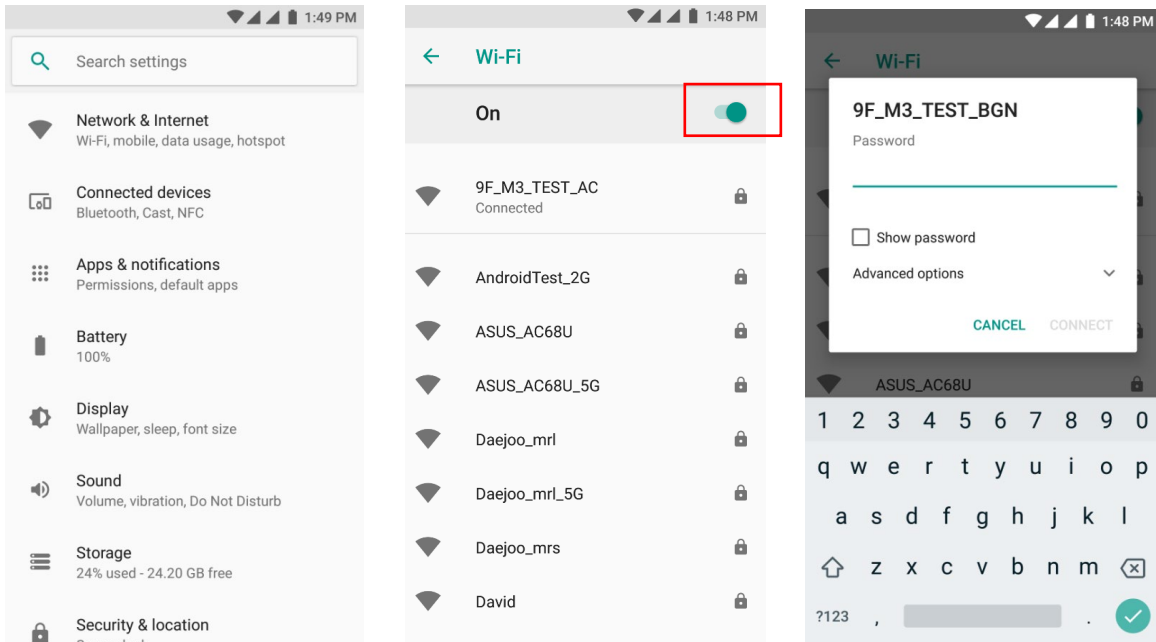 1:49 PM
Search settings
Network & Internet
Wi-Fi, mobile, data usage, hotspot
Connected devices
Bluetooth, Cast, NFC
Apps & notifications
Permissions, default apps
Battery
100%
Display
Wallpaper, sleep, font size
Sound
Volume, vibration, Do Not Disturb
Storage
24% used - 24.20 GB free
Security & location
1:48 PM
Wi-Fi
On
9F_M3_TEST_AC
Connected
AndroidTest_2G
ASUS_AC68U
ASUS_AC68U_5G
Daejoo_mrl
Daejoo_mrl_5G
Daejoo_mrs
David
1:48 PM
Wi-Fi
9F_M3_TEST_BGN
Password
Show password
Advanced options
CANCEL CONNECT
ASUS_AC68U
1 2 3 4 5 6 7 8 9 0
q w e r t y u i o p
a s d f g h j k l
z x c v b n m
?123 , .